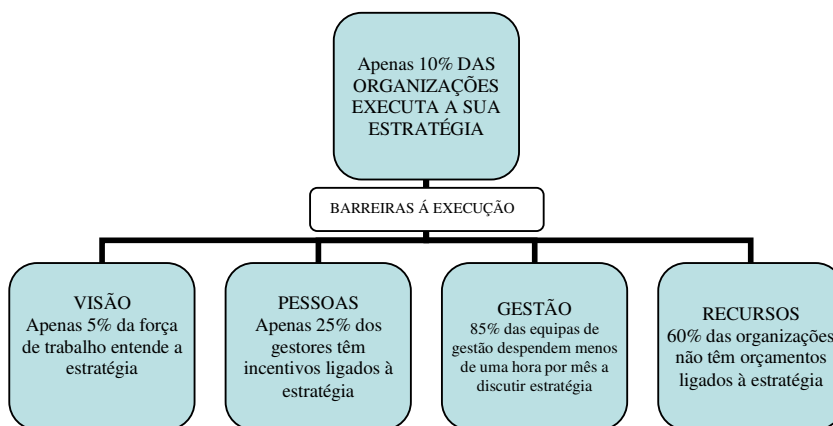 Apenas 10% DAS
ORGANIZAÇÕES
EXECUTA A SUA
ESTRATÉGIA
BARREIRAS Á EXECUÇÃO
VISÃO
Apenas 5% da força
de trabalho entende a
estratégia
PESSOAS
Apenas 25% dos
gestores têm
incentivos ligados à
estratégia
GESTÃO
85% das equipas de
gestão despendem menos
de uma hora por mês a
discutir estratégia
RECURSOS
60% das organizações
não têm orçamentos
ligados à estratégia